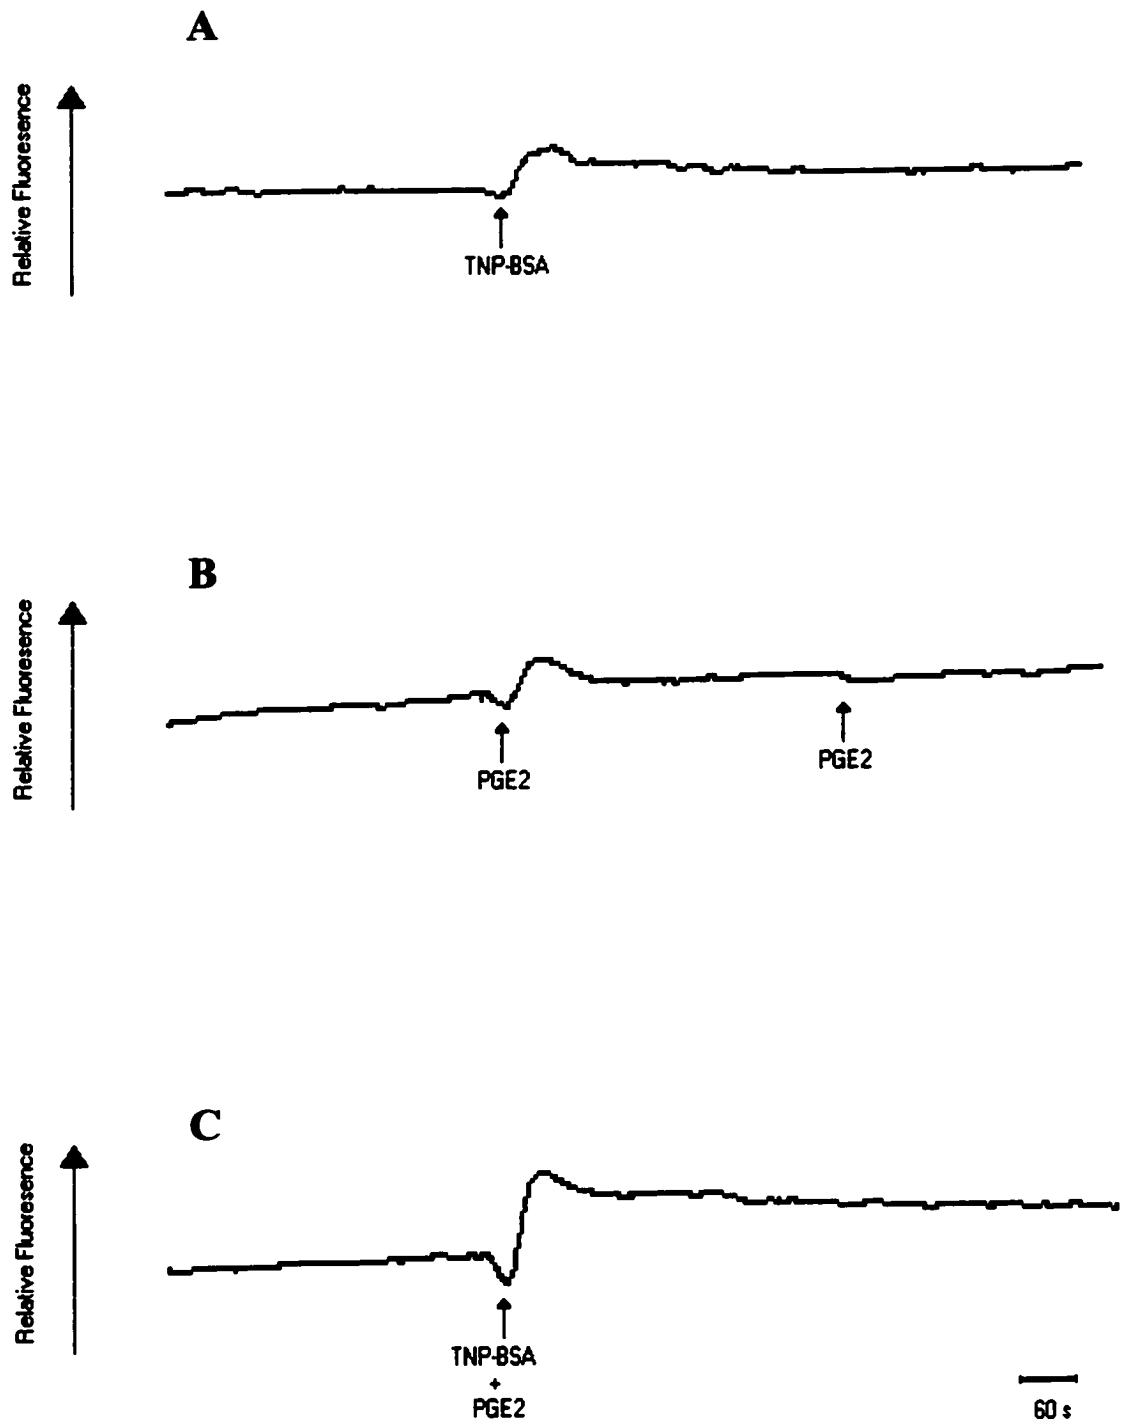 A
Relative Fluoresence
TNP-BSA
B
Relative Fluoresence
PGE2
PGE2
C
Relative Fluoresence
TNP-BSA
+
PGE2
60 s